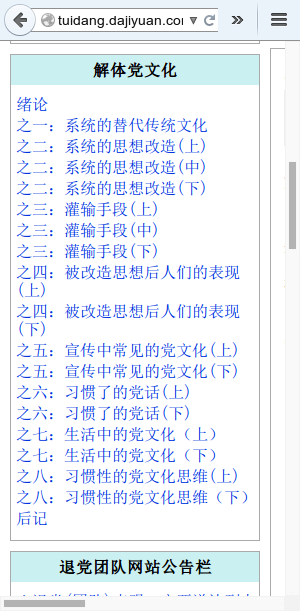 tuidang.dajiyuan.co
解体党文化
绪论
之一：系统的替代传统文化
之二：系统的思想改造(上)
之二：系统的思想改造(中)
之二：系统的思想改造(下)
之三：灌输手段(上)
之三：灌输手段(中)
之三：灌输手段(下)
之四：被改造思想后人们的表现
(上)
之四：被改造思想后人们的表现
(下)
之五：宣传中常见的党文化(上)
之五：宣传中常见的党文化(下)
之六：习惯了的党话(上)
之六：习惯了的党话(下)
之七：生活中的党文化（上）
之七：生活中的党文化（下）
之八：习惯性的党文化思维(上)
之八：习惯性的党文化思维（下）
后记
退党团队网站公告栏